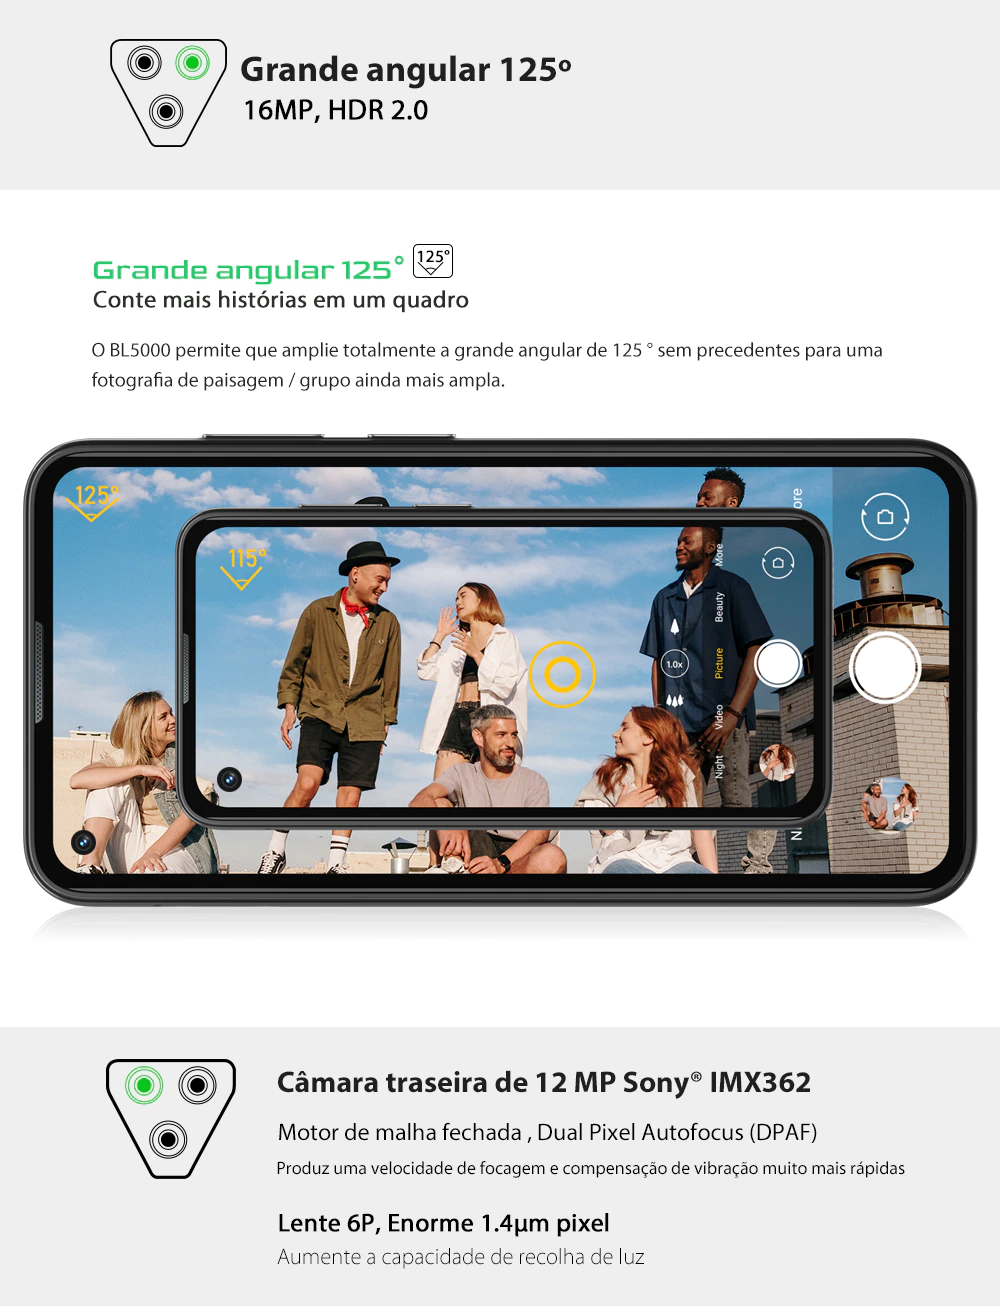 Grande angular 125º
16MP, HDR 2.0
Grande angular 125°
125°
Conte mais histórias em um quadro
O BL5000 permite que amplie totalmente a grande angular de 125 ° sem precedentes para uma
fotografia de paisagem / grupo ainda mais ampla.
125°
115°
ore
More
Beauty
1.0x
Picture
Video
Night
Ni
Câmara traseira de 12 MP Sony® IMX362
Motor de malha fechada , Dual Pixel Autofocus (DPAF)
Produz uma velocidade de focagem e compensação de vibração muito mais rápidas
Lente 6P, Enorme 1.4μm pixel
Aumente a capacidade de recolha de luz